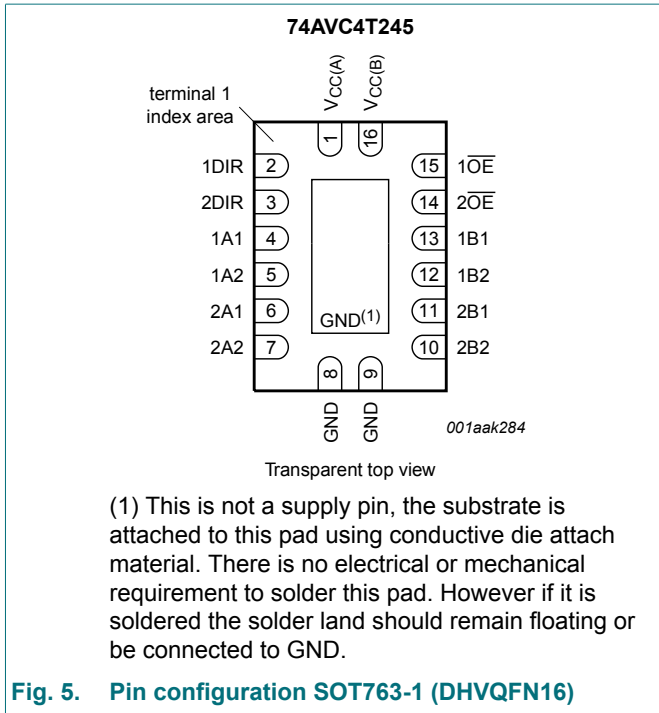 74AVC4T245
terminal 1
index area
VCC(A)
VCC(B)
1
16
1DIR 2
15 1OE
2DIR 3
14 2OE
1A1 4
13 1B1
1A2 5
12 1B2
2A1 6
11 2B1
2A2 7
10 2B2
GND(1)
8
9
GND
GND
001aak284
Transparent top view
(1) This is not a supply pin, the substrate is
attached to this pad using conductive die attach
material. There is no electrical or mechanical
requirement to solder this pad. However if it is
soldered the solder land should remain floating or
be connected to GND.
Fig. 5. Pin configuration SOT763-1 (DHVQFN16)